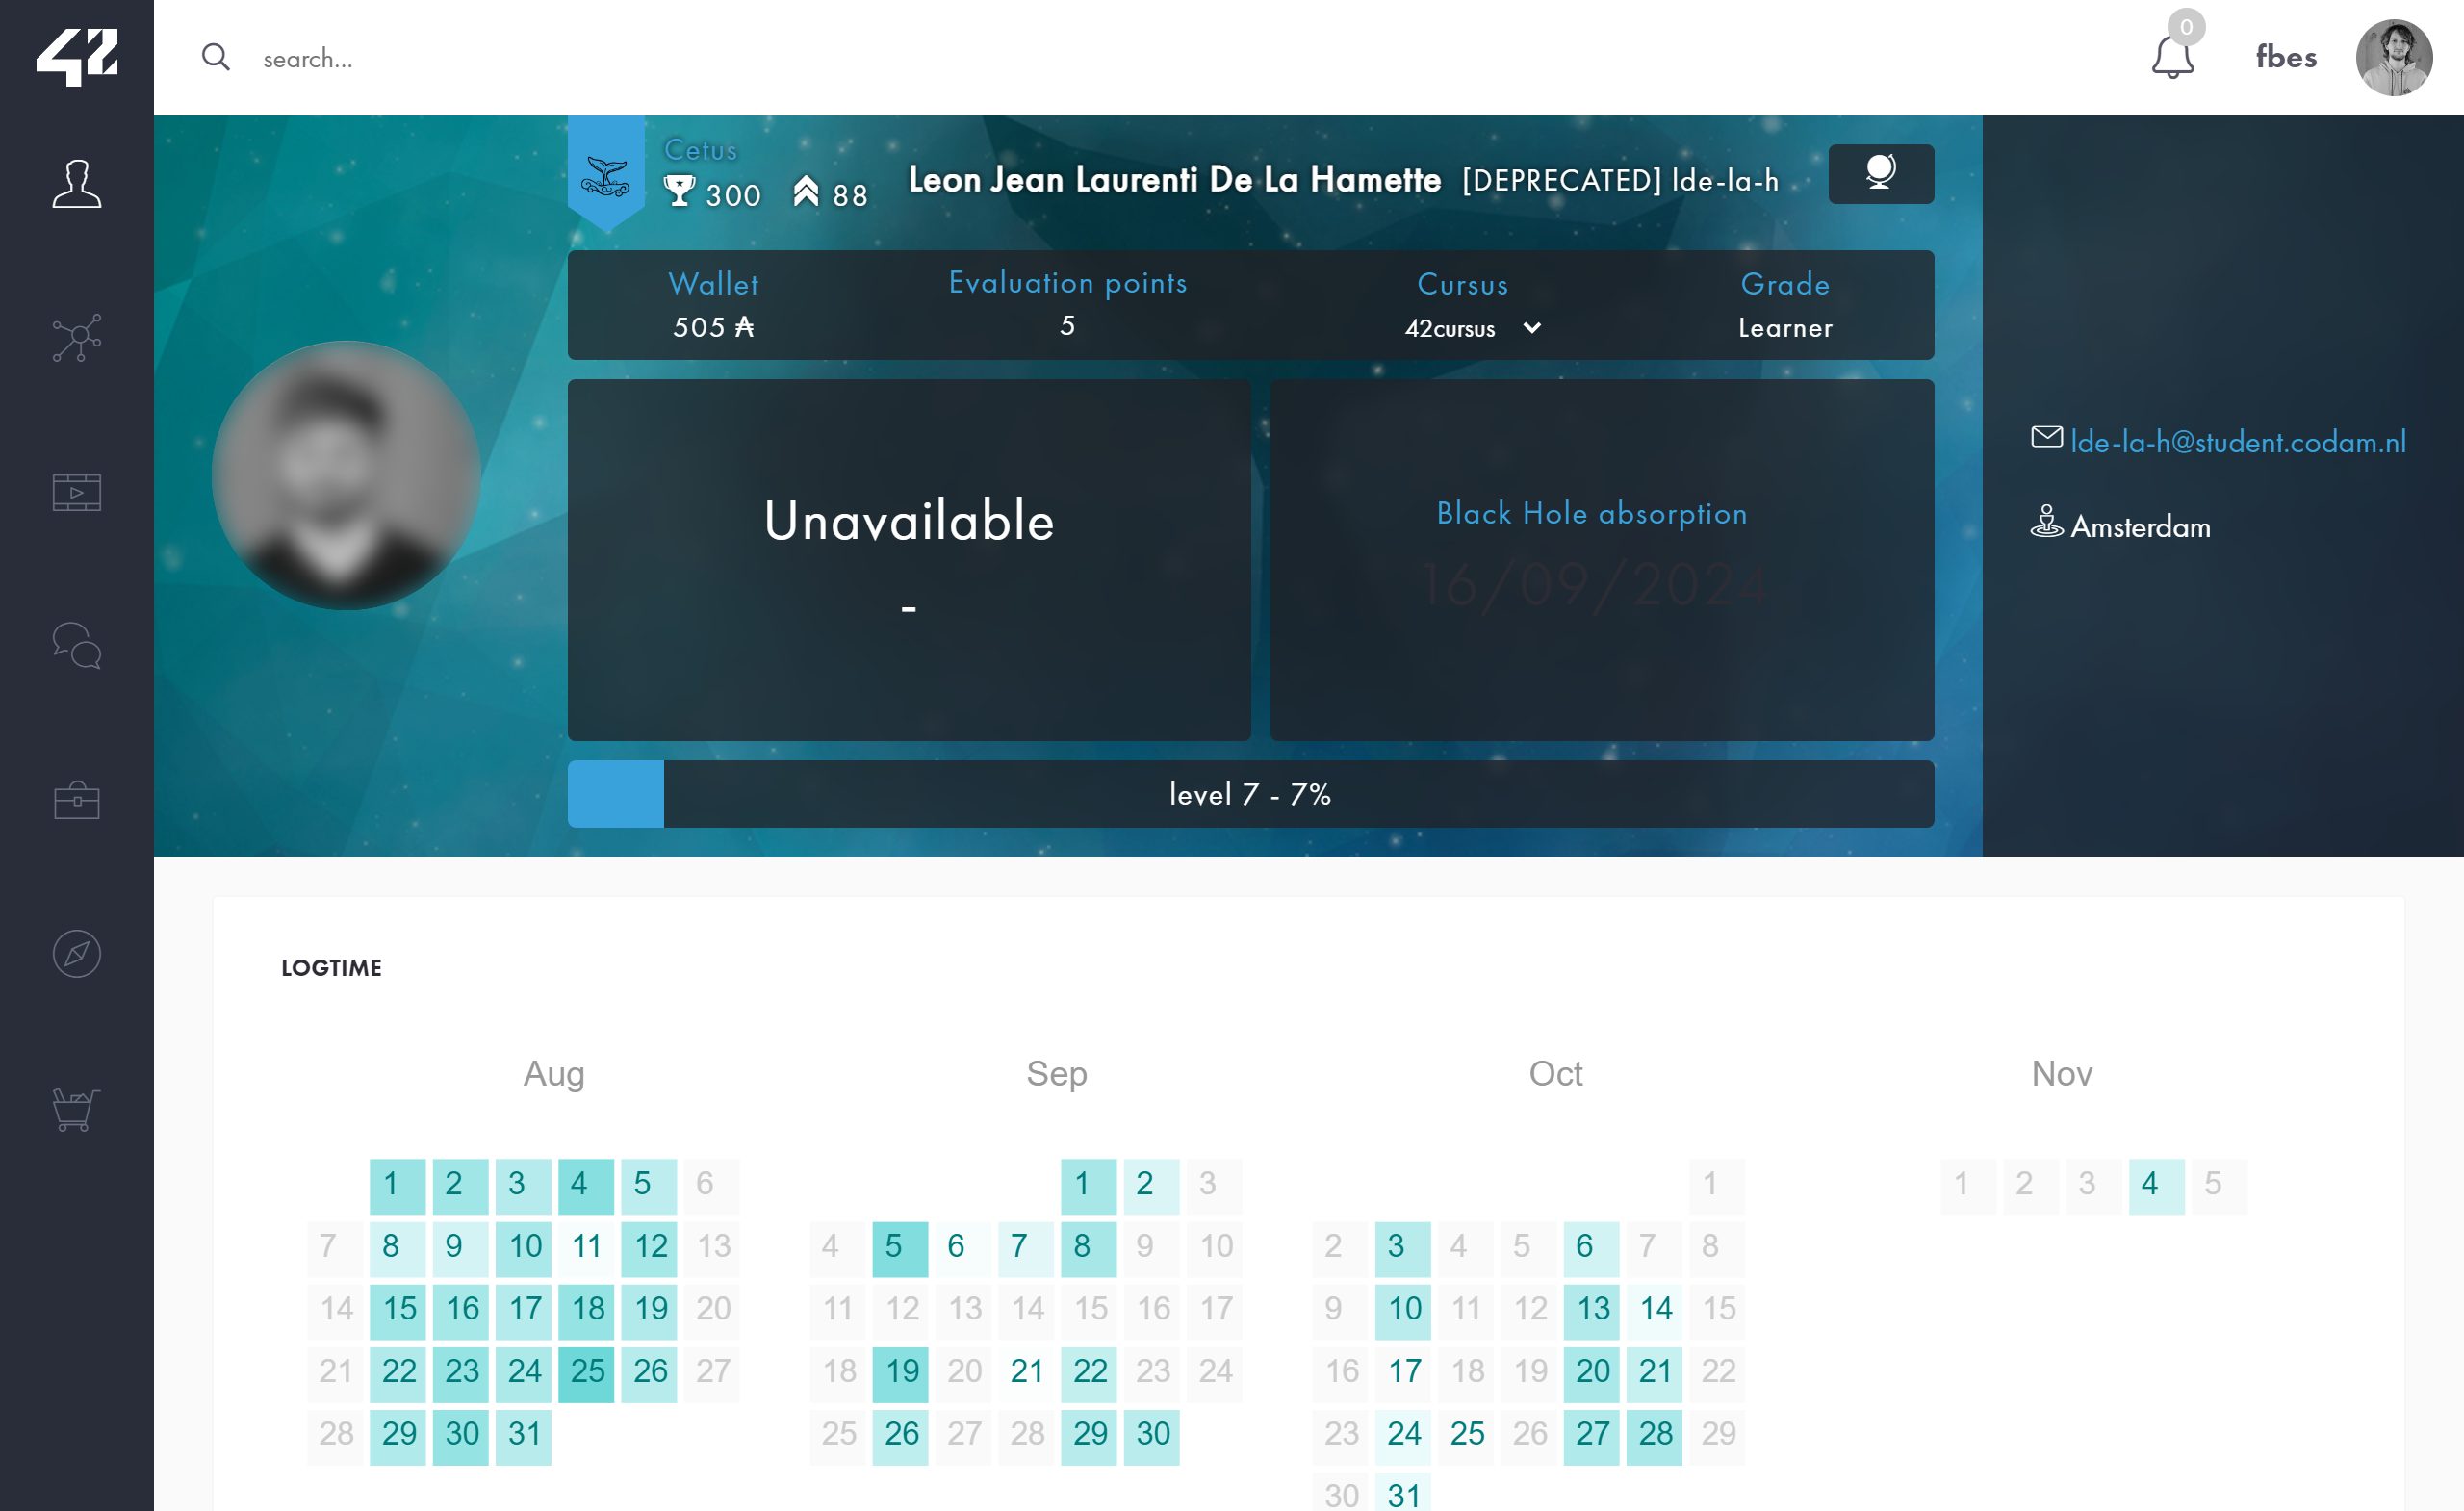 42
search...
0
fbes
Cetus
300 88
Leon Jean Laurenti De La Hamette [DEPRECATED] lde-la-h
Wallet Evaluation points Cursus Grade
505 ₳ 5 42cursus Learner
Unavailable
-
Black Hole absorption
16/09/2024
lde-la-h@student.codam.nl
Amsterdam
level 7 - 7%
LOGTIME
Aug
1 2 3 4 5 6
7 8 9 10 11 12 13
14 15 16 17 18 19 20
21 22 23 24 25 26 27
28 29 30 31
Sep
1 2 3
4 5 6 7 8 9 10
11 12 13 14 15 16 17
18 19 20 21 22 23 24
25 26 27 28 29 30
Oct
1
2 3 4 5 6 7 8
9 10 11 12 13 14 15
16 17 18 19 20 21 22
23 24 25 26 27 28 29
30 31
Nov
1 2 3 4 5